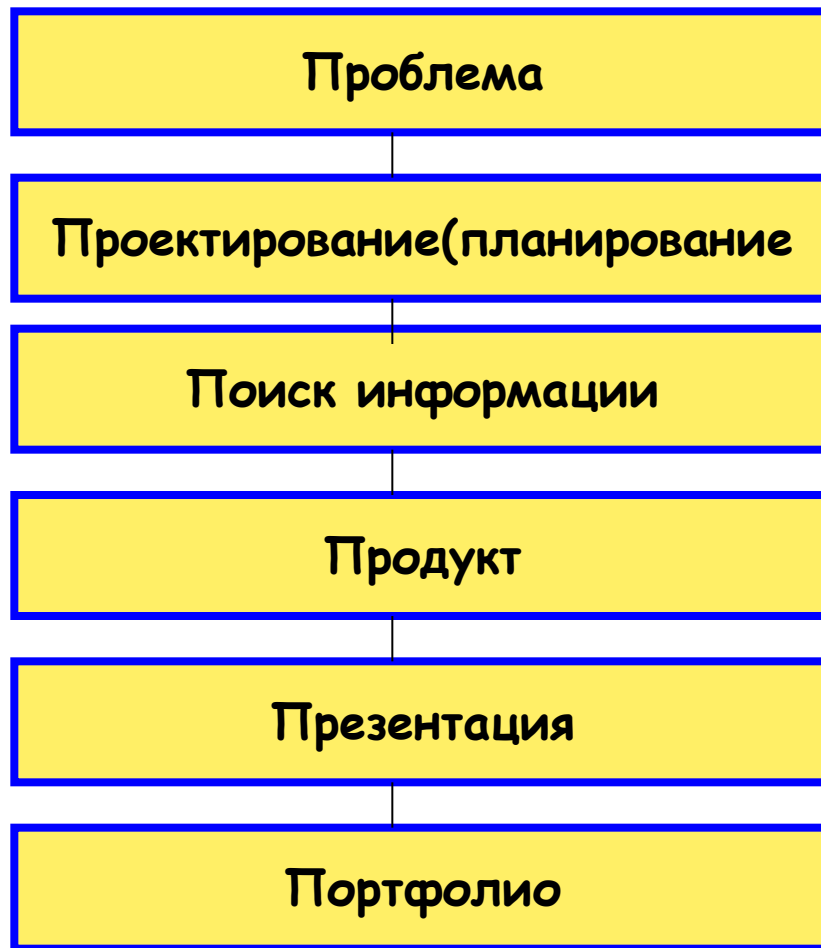 Проблема
Проектирование(планирование
Поиск информации
Продукт
Презентация
Портфолио